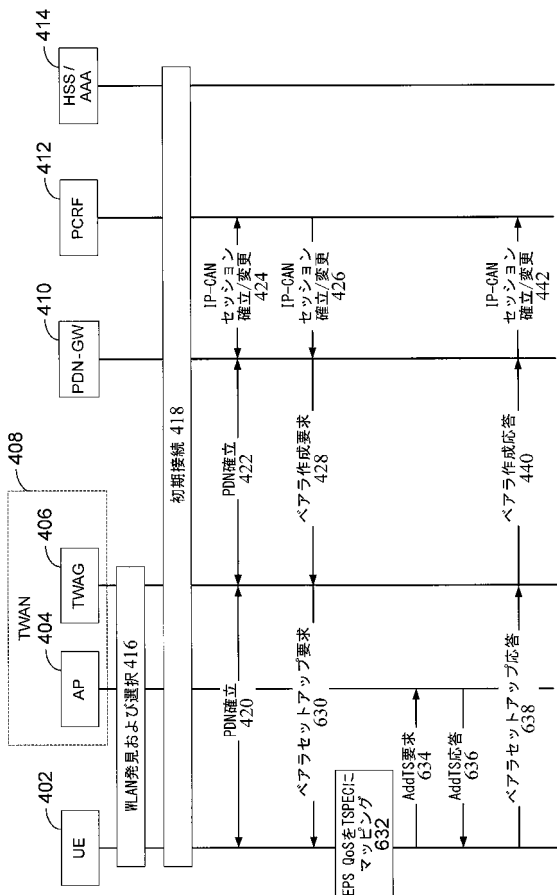 408
TWAN
402
UE
404
AP
406
TWAG
410
PDN-GW
412
PCRF
414
HSS/
AAA
WLAN発見および選択 416
初期接続 418
PDN確立
420
PDN確立
422
IP-CAN
セッション
確立/変更
424
ベアラセットアップ要求
630
ベアラ作成要求
428
IP-CAN
セッション
確立/変更
426
EPS QoSをTSPECに
マッピング
632
AddTS要求
634
AddTS応答
636
ベアラセットアップ応答
638
ベアラ作成応答
440
IP-CAN
セッション
確立/変更
442